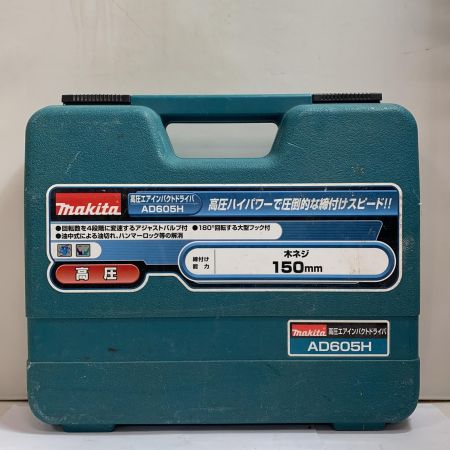 makita
高圧エアインパクトドライバ
AD605H
高圧ハイパワーで圧倒的な締付けスピード!!
●回転数を4段階に変速するアジャストバルブ付 ●180°回転する大型フック付
●油中式による油切れ、ハンマーロック等の解消
高圧
締付け能力
木ネジ
150mm
makita 高圧エアインパクトドライバ
AD605H